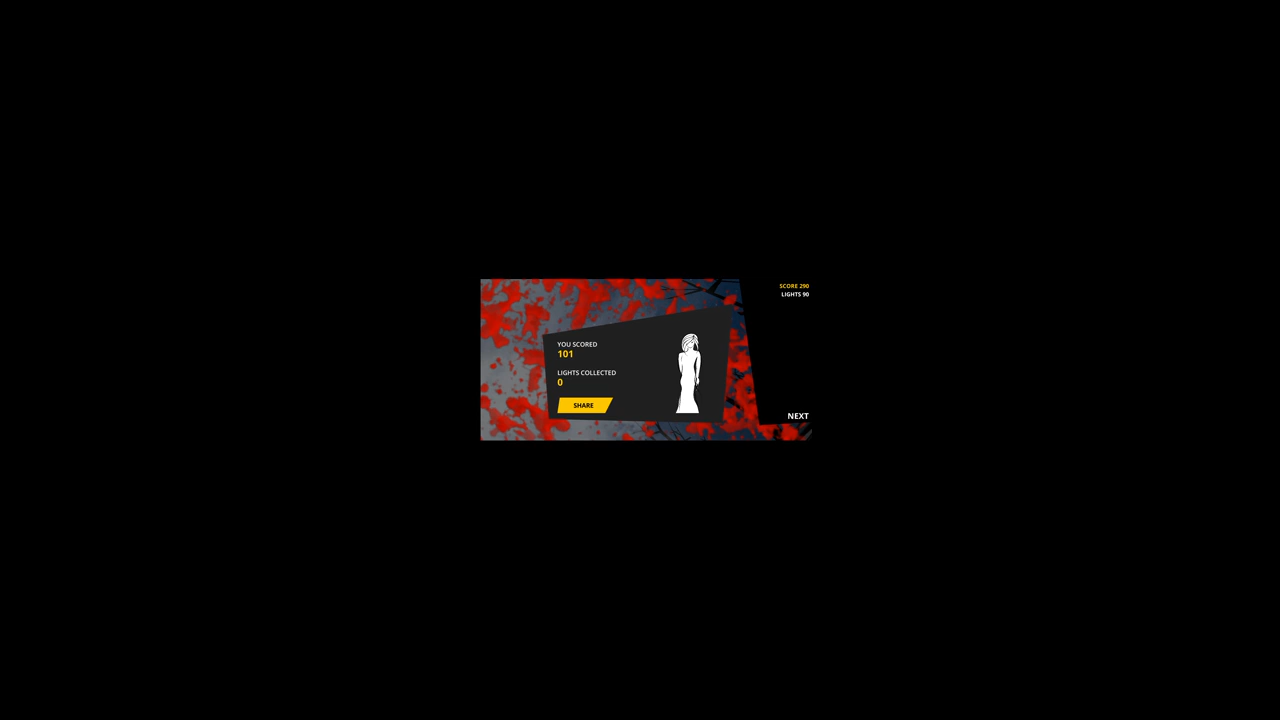 SCORE 290
LIGHTS 90
YOU SCORED
101
LIGHTS COLLECTED
0
SHARE
NEXT